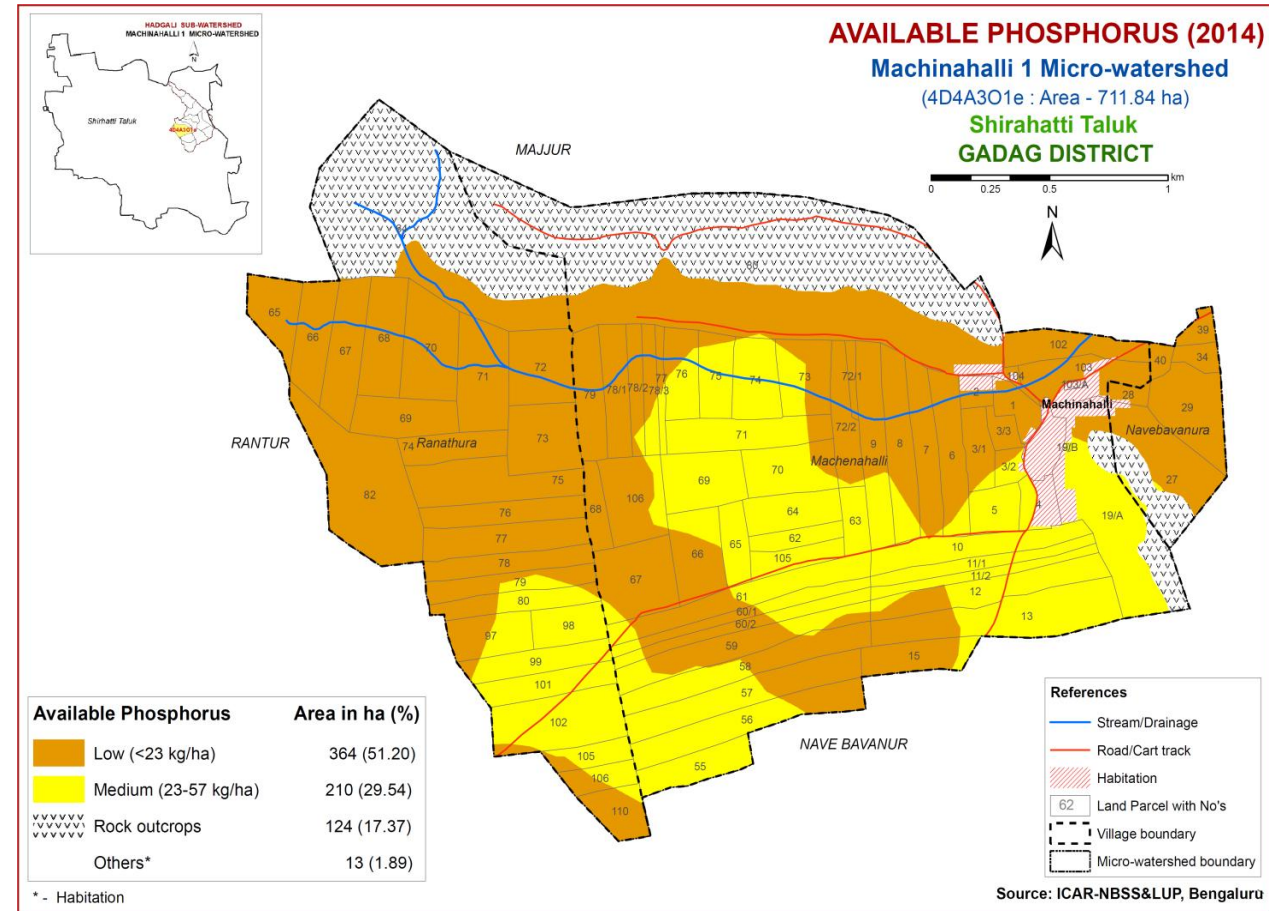 HADGALI SUB-WATERSHED
MACHINAHALLI 1 MICRO-WATERSHED
N
Shirhatti Taluk
4D4A3O1e
AVAILABLE PHOSPHORUS (2014)
Machinahalli 1 Micro-watershed
(4D4A3O1e : Area - 711.84 ha)
Shirahatti Taluk
GADAG DISTRICT
km
0 0.25 0.5 1
N
MAJJUR
68
65 66 67 68 70 71 72
69 74 73 75
RANTUR
Ranathura
82
76
77
78
79
80
97 98
99
101
102
105
106
110
79 78/1 78/2 77 78/3 76 75 74 73 72/1
71 72/2 9 8 7 6 3/1 3/3 3/2 2 1
Machenahalli
102 103 103/A
Machinahalli
39 34 40 28 29 27
Navebavanura
19/B 19/A
68 106 69 70 64 62 63 65 105 66 67
5 4 10
11/1
11/2
12
13
61
60/1
60/2
59
58
57
56
55
15
NAVE BAVANUR
Available Phosphorus Area in ha (%)
Low (<23 kg/ha) 364 (51.20)
Medium (23-57 kg/ha) 210 (29.54)
Rock outcrops 124 (17.37)
Others* 13 (1.89)
* - Habitation
References
Stream/Drainage
Road/Cart track
Habitation
62 Land Parcel with No's
Village boundary
Micro-watershed boundary
Source: ICAR-NBSS&LUP, Bengaluru